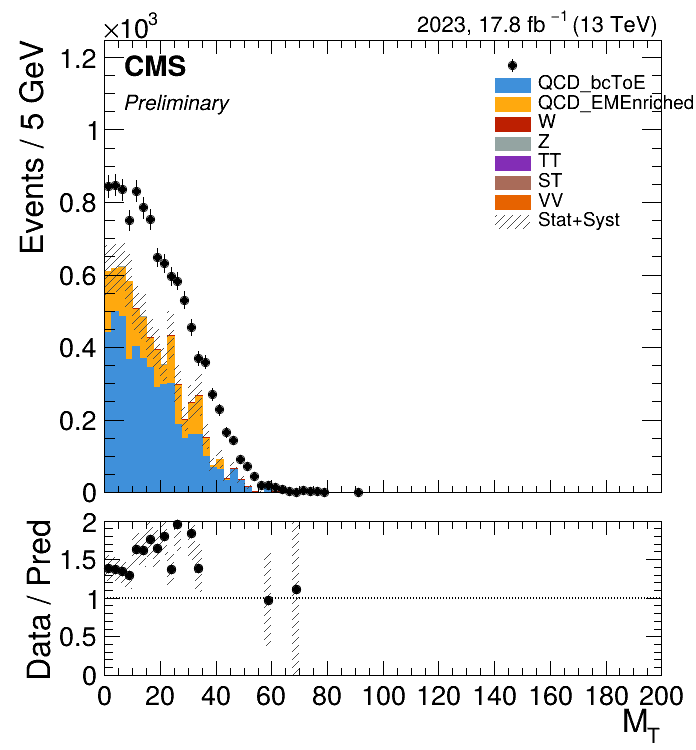 ×10³
2023, 17.8 fb⁻¹ (13 TeV)
CMS
Preliminary
QCD_bcToE
QCD_EMEnriched
W
Z
TT
ST
VV
Stat+Syst
Events / 5 GeV
1.2
1
0.8
0.6
0.4
0.2
0
Data / Pred
2
1.5
1
0.5
0
0 20 40 60 80 100 120 140 160 180 200
M_T